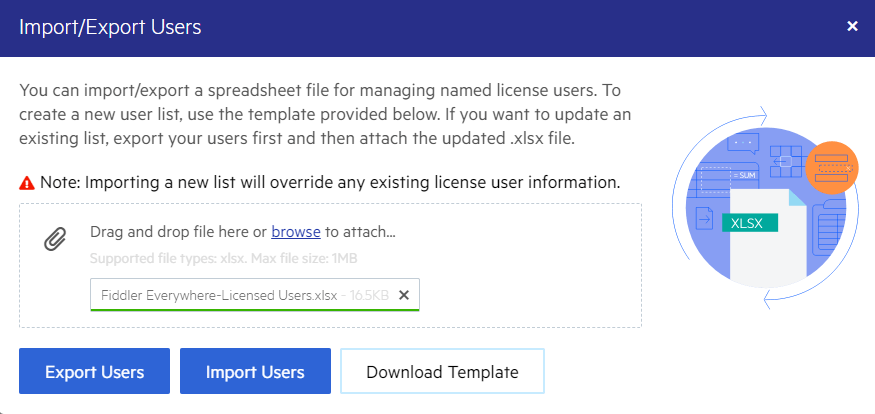 Import/Export Users
×
You can import/export a spreadsheet file for managing named license users. To
create a new user list, use the template provided below. If you want to update an
existing list, export your users first and then attach the updated .xlsx file.
Note: Importing a new list will override any existing license user information.
= SUM
XLSX
Drag and drop file here or browse to attach...
Supported file types: xlsx. Max file size: 1MB
Fiddler Everywhere-Licensed Users.xlsx - 16.5KB ×
Export Users Import Users Download Template